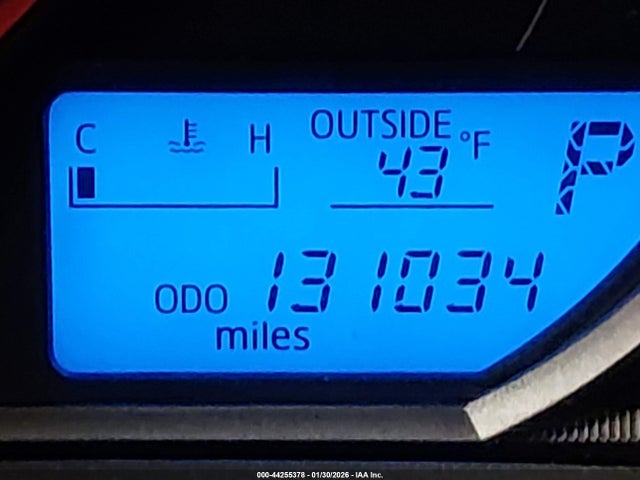 C H OUTSIDE °F
43 P
ODO 131034
miles
000-44255378 - 01/30/2026 - IAA Inc.